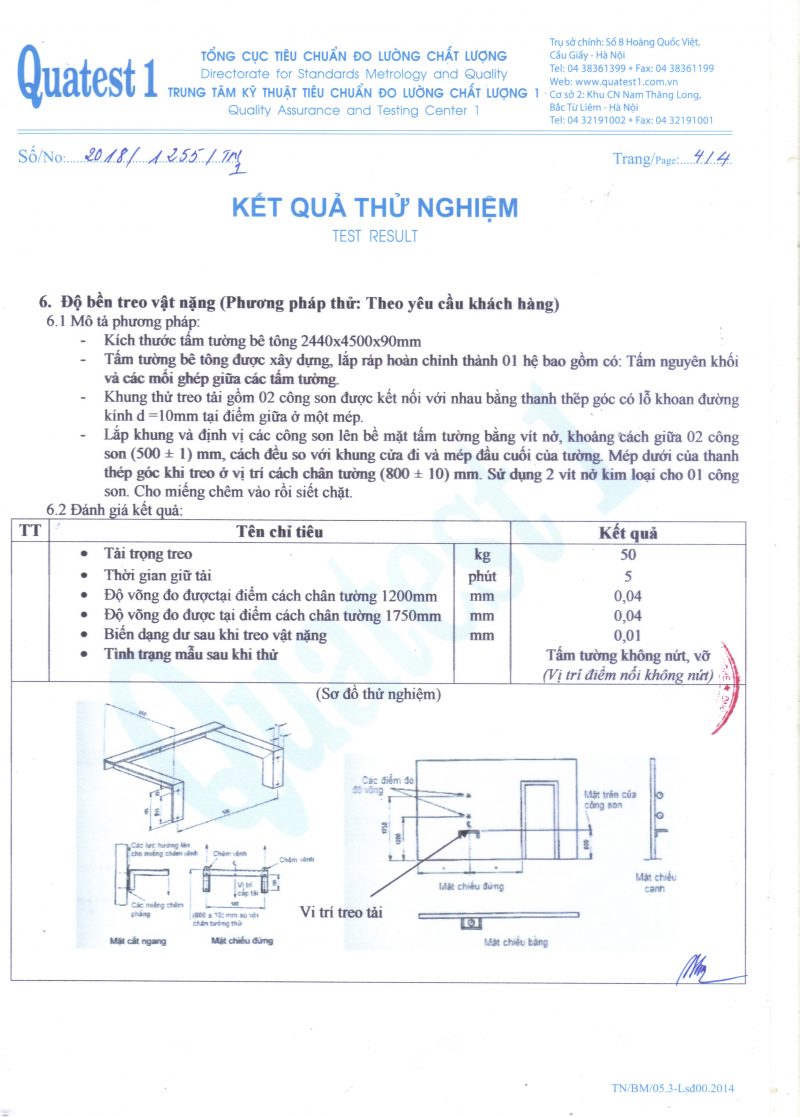 Quatest 1
TỔNG CỤC TIÊU CHUẨN ĐO LƯỜNG CHẤT LƯỢNG
Directorate for Standards Metrology and Quality
TRUNG TÂM KỸ THUẬT TIÊU CHUẨN ĐO LƯỜNG CHẤT LƯỢNG 1
Quality Assurance and Testing Center 1
Trụ sở chính: Số 8 Hoàng Quốc Việt,
Cầu Giấy - Hà Nội
Tel: 04 38361399 * Fax: 04 38361199
Web: www.quatest1.com.vn
Cơ sở 2: Khu CN Nam Thăng Long,
Bắc Từ Liêm - Hà Nội
Tel: 04 32191002 * Fax: 04 32191001
Số/No:.....2018/1255/TN1
Trang/Page:....4/4
KẾT QUẢ THỬ NGHIỆM
TEST RESULT
6. Độ bền treo vật nặng (Phương pháp thử: Theo yêu cầu khách hàng)
6.1 Mô tả phương pháp:
- Kích thước tấm tường bê tông 2440x4500x90mm
- Tấm tường bê tông được xây dựng, lắp ráp hoàn chỉnh thành 01 hệ bao gồm có: Tấm nguyên khối
và các mối ghép giữa các tấm tường.
- Khung thử treo tải gồm 02 công son được kết nối với nhau bằng thanh thép góc có lỗ khoan đường
kính d =10mm tại điểm giữa ở một mép.
- Lắp khung và định vị các công son lên bề mặt tấm tường bằng vít nở, khoảng cách giữa 02 công
son (500 ± 1) mm, cách đều so với khung cửa đi và mép đầu cuối của tường. Mép dưới của thanh
thép góc khi treo ở vị trí cách chân tường (800 ± 10) mm. Sử dụng 2 vít nở kim loại cho 01 công
son. Cho miếng chêm vào rồi siết chặt.
6.2 Đánh giá kết quả:
TT Tên chỉ tiêu Kết quả
• Tải trọng treo kg 50
• Thời gian giữ tải phút 5
• Độ võng đo đượctại điểm cách chân tường 1200mm mm 0,04
• Độ võng đo được tại điểm cách chân tường 1750mm mm 0,04
• Biến dạng dư sau khi treo vật nặng mm 0,01
• Tình trạng mẫu sau khi thử Tấm tường không nứt, vỡ
(Vị trí điểm nối không nứt)
(Sơ đồ thử nghiệm)
Các điểm đo
độ võng
Mặt trên của
công son
1750
1200
800
Các lực hướng lên
cho miếng chêm vênh
Chêm vênh
Chêm vênh
Vị trí
cấp tải
Các miếng chêm
phẳng
(800 ± 10) mm so với
chân tường thử
Mặt cắt ngang
Mặt chiếu đứng
Mặt chiếu đứng
Mặt chiếu
cạnh
Vi trí treo tải
Mặt chiếu bằng
TN/BM/05.3-Lsđ00.2014